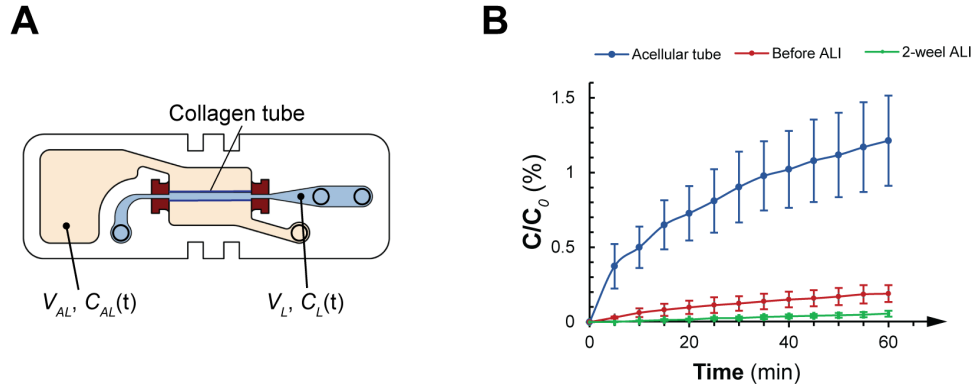 A
Collagen tube
V_AL, C_AL(t)
V_L, C_L(t)
B
Acellular tube
Before ALI
2-weel ALI
C/C_0 (%)
1.5
1
0.5
0
0
20
40
60
Time (min)